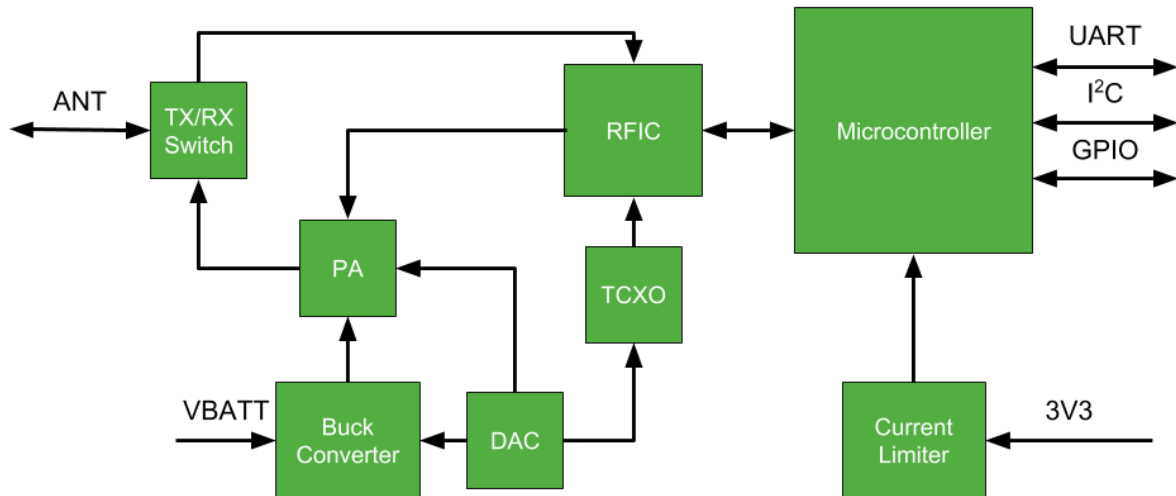 UART
ANT
TX/RX
Switch
RFIC
Microcontroller
I²C
GPIO
PA
TCXO
VBATT
Buck
Converter
DAC
Current
Limiter
3V3